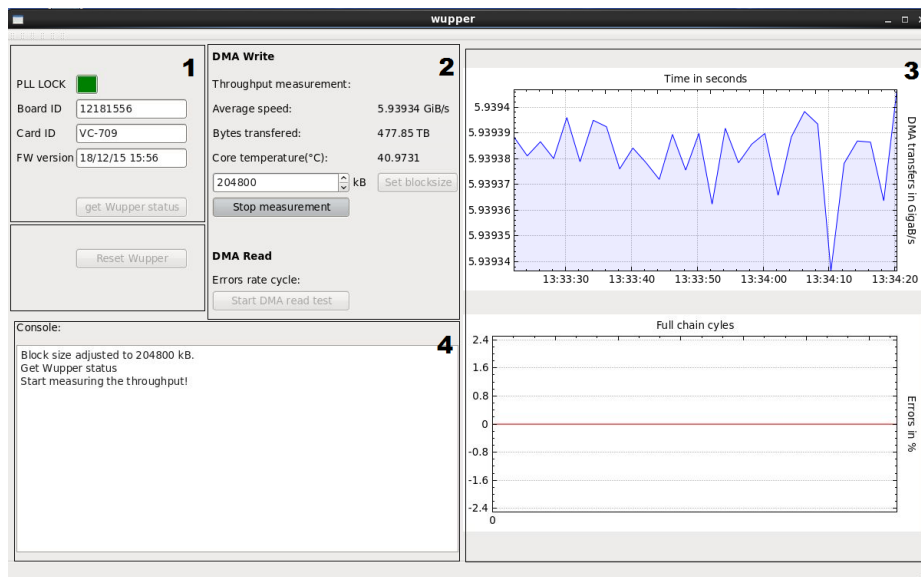 wupper
1
PLL LOCK
Board ID 12181556
Card ID VC-709
FW version 18/12/15 15:56
get Wupper status
Reset Wupper
DMA Write
2
Throughput measurement:
Average speed: 5.93934 GiB/s
Bytes transfered: 477.85 TB
Core temperature(°C): 40.9731
204800 kB Set blocksize
Stop measurement
DMA Read
Errors rate cycle:
Start DMA read test
3
Time in seconds
5.9394
5.93939
5.93938
5.93937
5.93936
5.93935
5.93934
13:33:30 13:33:40 13:33:50 13:34:00 13:34:10 13:34:20
DMA transfers in GigaB/s
Full chain cyles
2.4
1.6
0.8
0
-0.8
-1.6
-2.4
0
Errors in %
Console:
4
Block size adjusted to 204800 kB.
Get Wupper status
Start measuring the throughput!